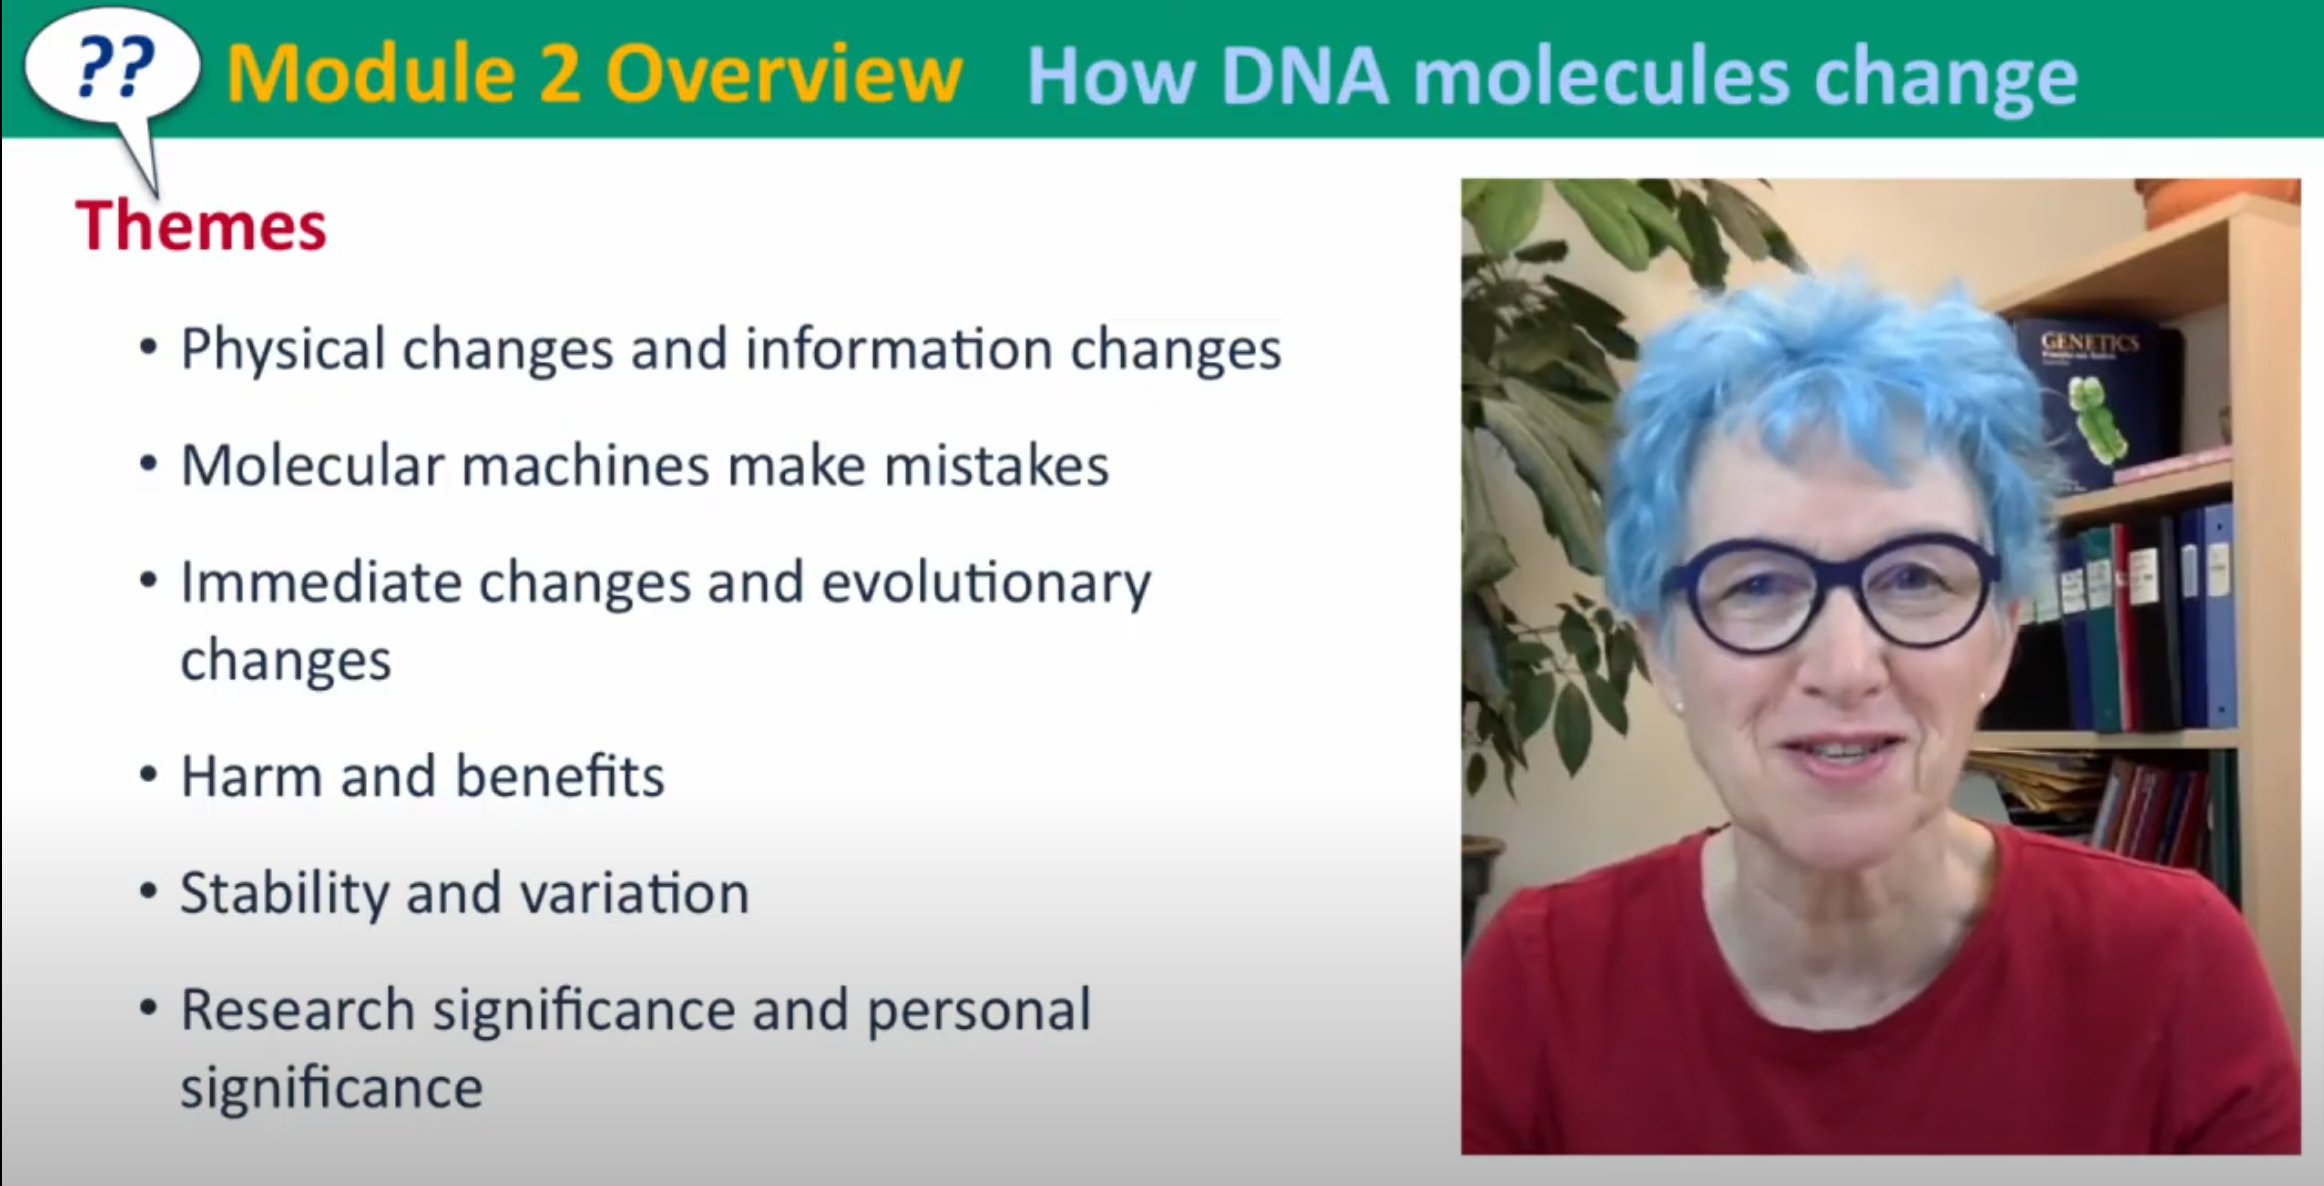 ??
Module 2 Overview How DNA molecules change
Themes
• Physical changes and information changes
• Molecular machines make mistakes
• Immediate changes and evolutionary
changes
• Harm and benefits
• Stability and variation
• Research significance and personal
significance
GENETICS